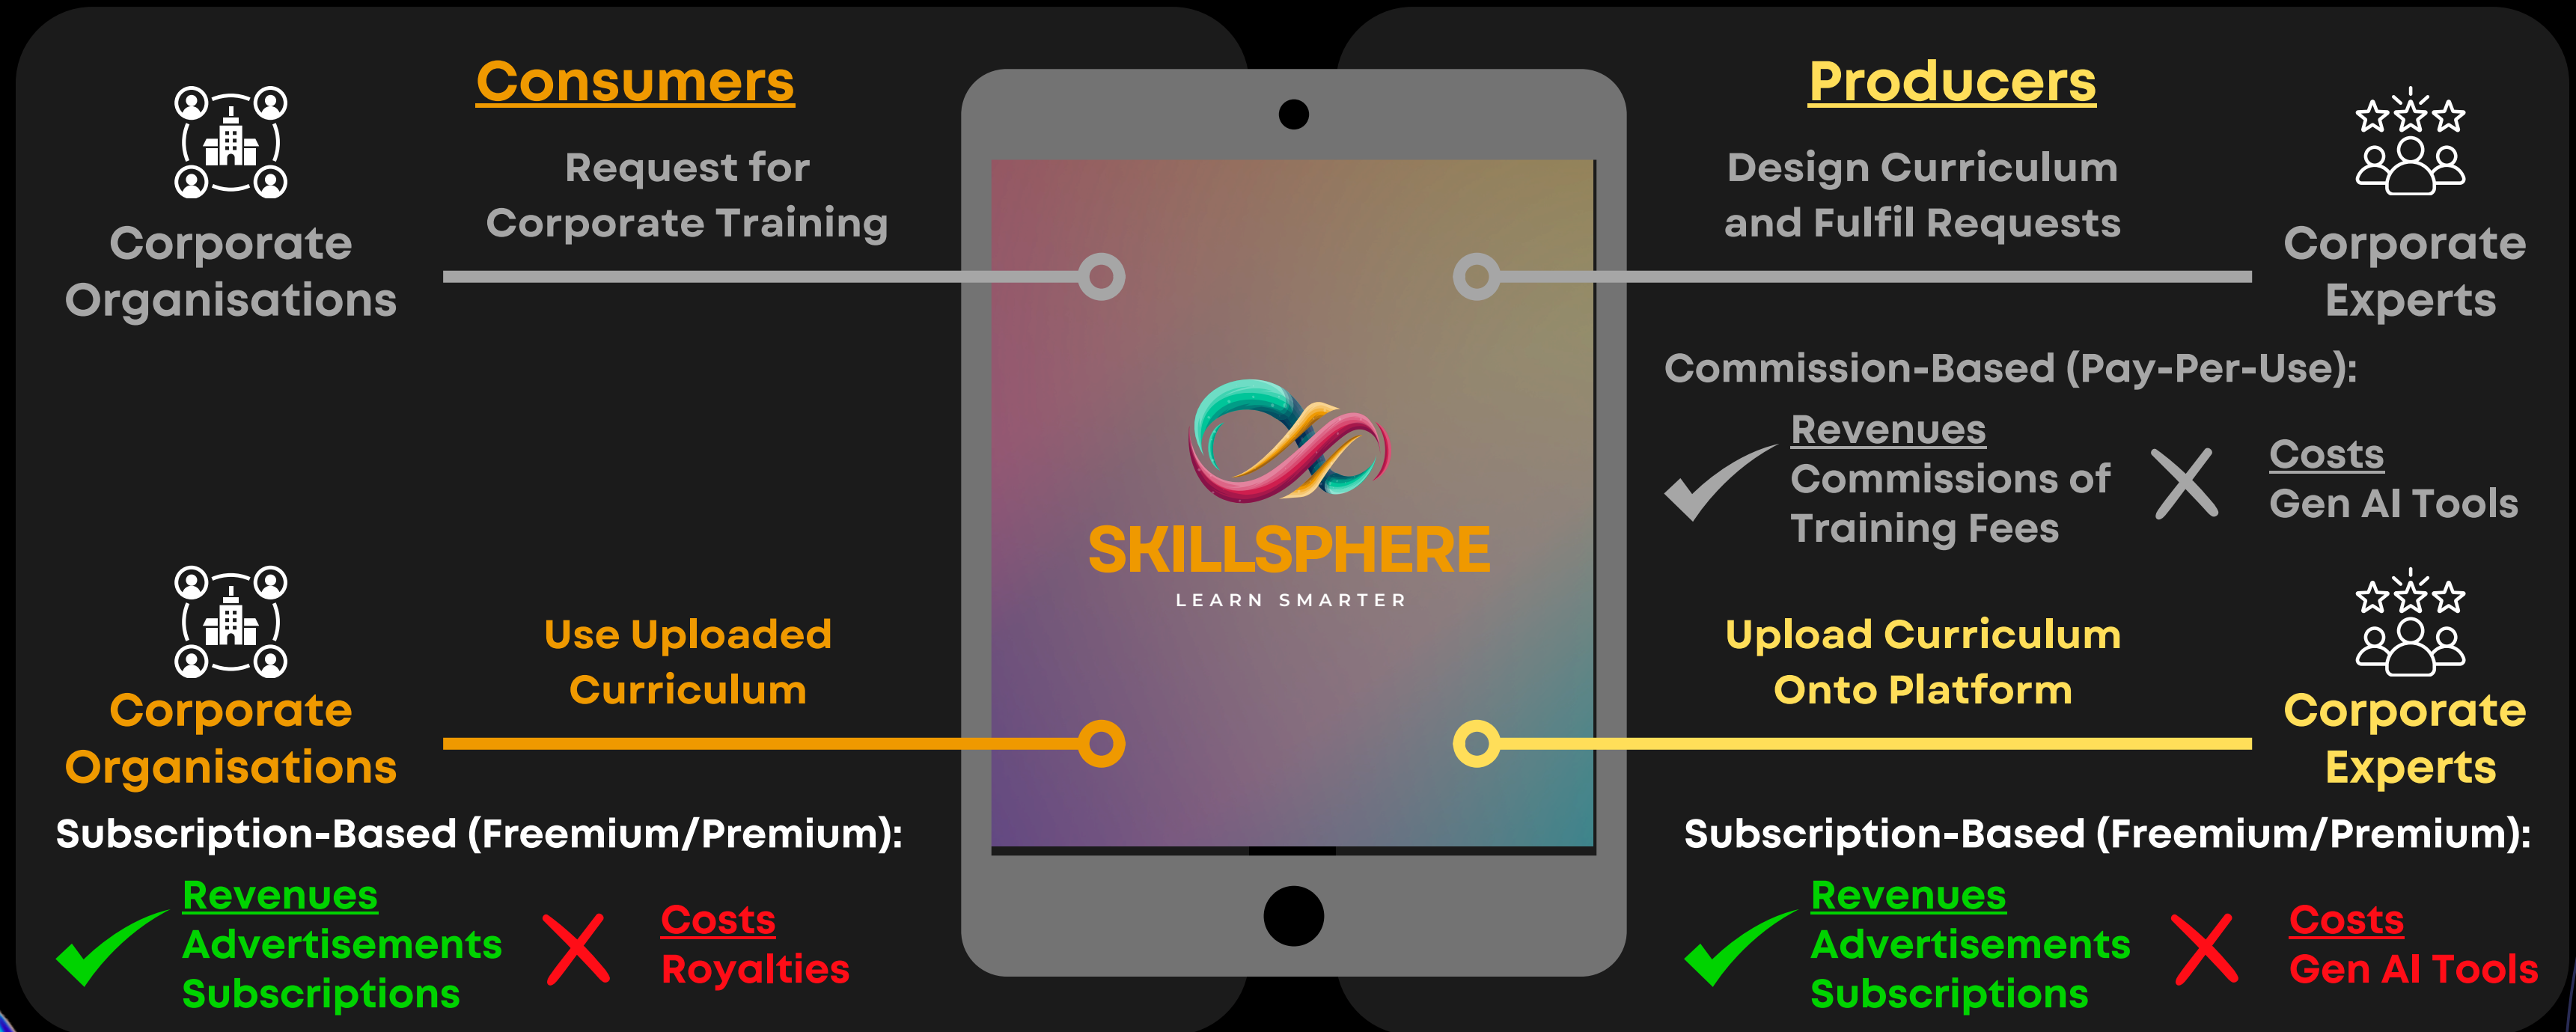 Consumers
Request for
Corporate Training
Corporate
Organisations
Use Uploaded
Curriculum
Corporate
Organisations
Subscription-Based (Freemium/Premium):
Revenues
Advertisements
Subscriptions
Costs
Royalties
SKILLSPHERE
LEARN SMARTER
Producers
Design Curriculum
and Fulfil Requests
Corporate
Experts
Commission-Based (Pay-Per-Use):
Revenues
Commissions of
Training Fees
Costs
Gen AI Tools
Upload Curriculum
Onto Platform
Corporate
Experts
Subscription-Based (Freemium/Premium):
Revenues
Advertisements
Subscriptions
Costs
Gen AI Tools